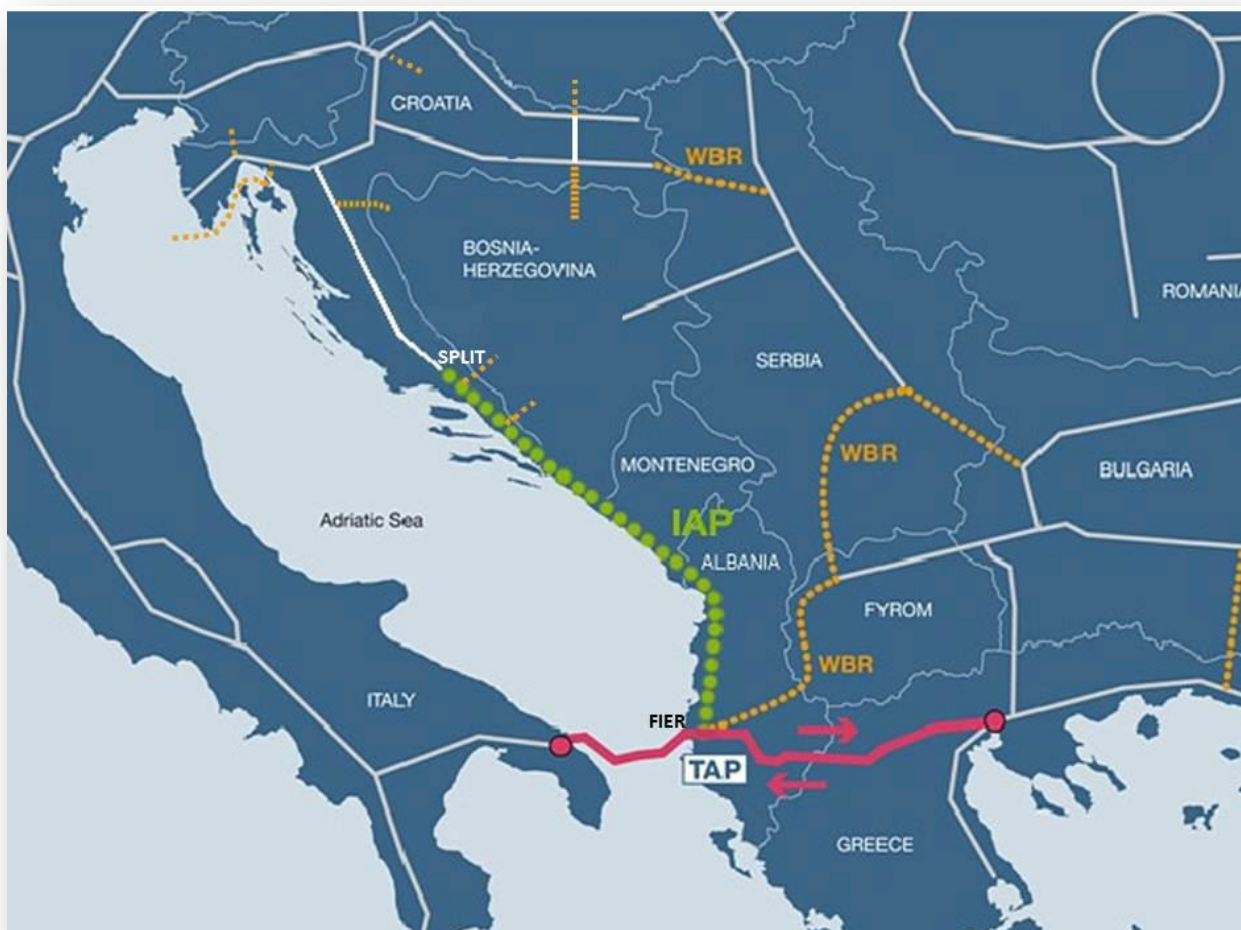 CROATIA
WBR
BOSNIA-
HERZEGOVINA
ROMANIA
SPLIT
SERBIA
WBR
MONTENEGRO
BULGARIA
IAP
Adriatic Sea
ALBANIA
FYROM
WBR
ITALY
FIER
TAP
GREECE